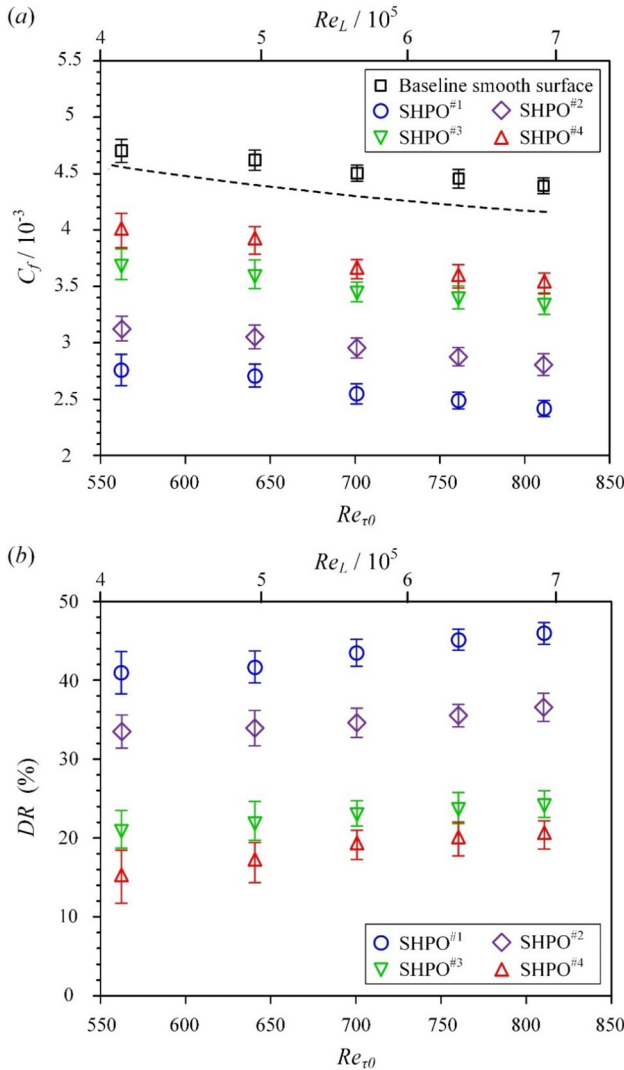 (a)
Re_L / 10^5
4 5 6 7
5.5
5
4.5
4
3.5
3
2.5
2
C_f / 10^-3
Baseline smooth surface
SHPO^#1 SHPO^#2
SHPO^#3 SHPO^#4
550 600 650 700 750 800 850
Re_τ0
(b)
Re_L / 10^5
4 5 6 7
50
40
30
20
10
0
DR (%)
SHPO^#1 SHPO^#2
SHPO^#3 SHPO^#4
550 600 650 700 750 800 850
Re_τ0